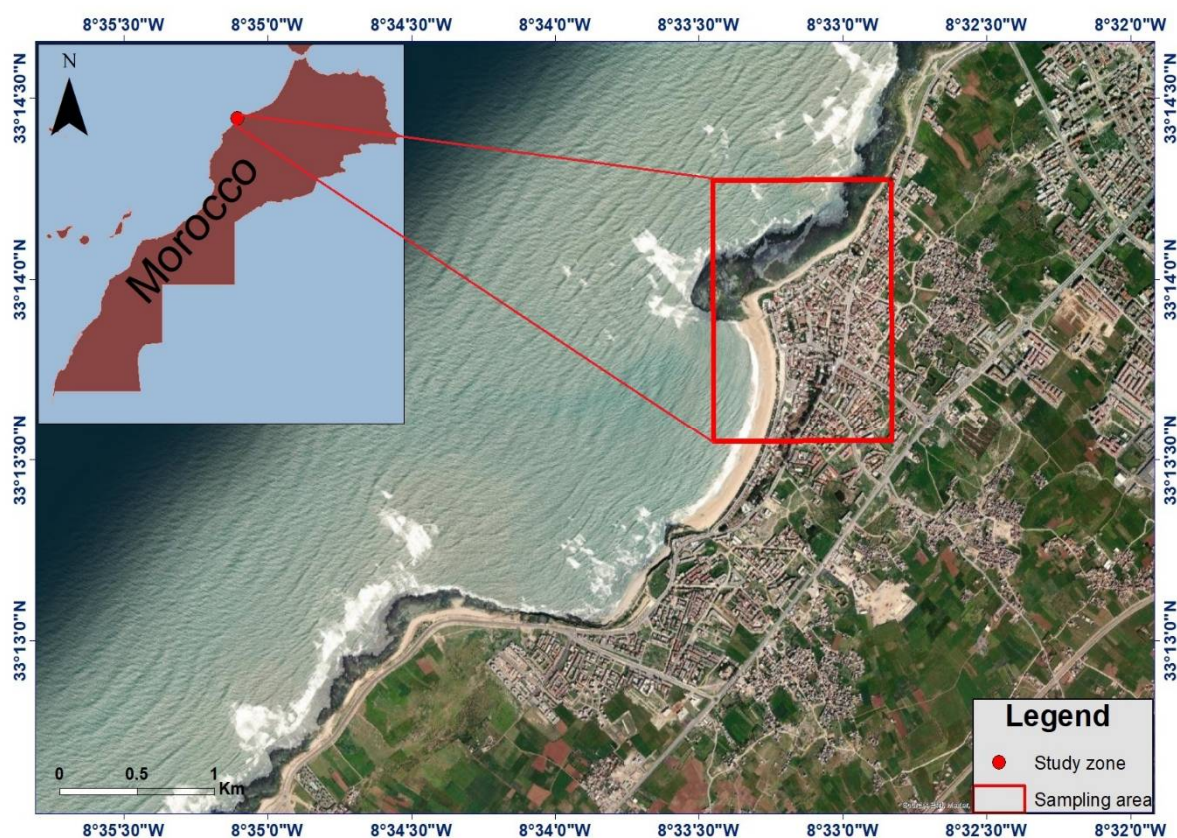 8°35'30"W 8°35'0"W 8°34'30"W 8°34'0"W 8°33'30"W 8°33'0"W 8°32'30"W 8°32'0"W
N
Morocco
33°14'30"N 33°14'30"N
33°14'0"N 33°14'0"N
33°13'30"N 33°13'30"N
33°13'0"N 33°13'0"N
Legend
Study zone
Sampling area
0 0.5 1
Km
8°35'30"W 8°35'0"W 8°34'30"W 8°34'0"W 8°33'30"W 8°33'0"W 8°32'30"W 8°32'0"W